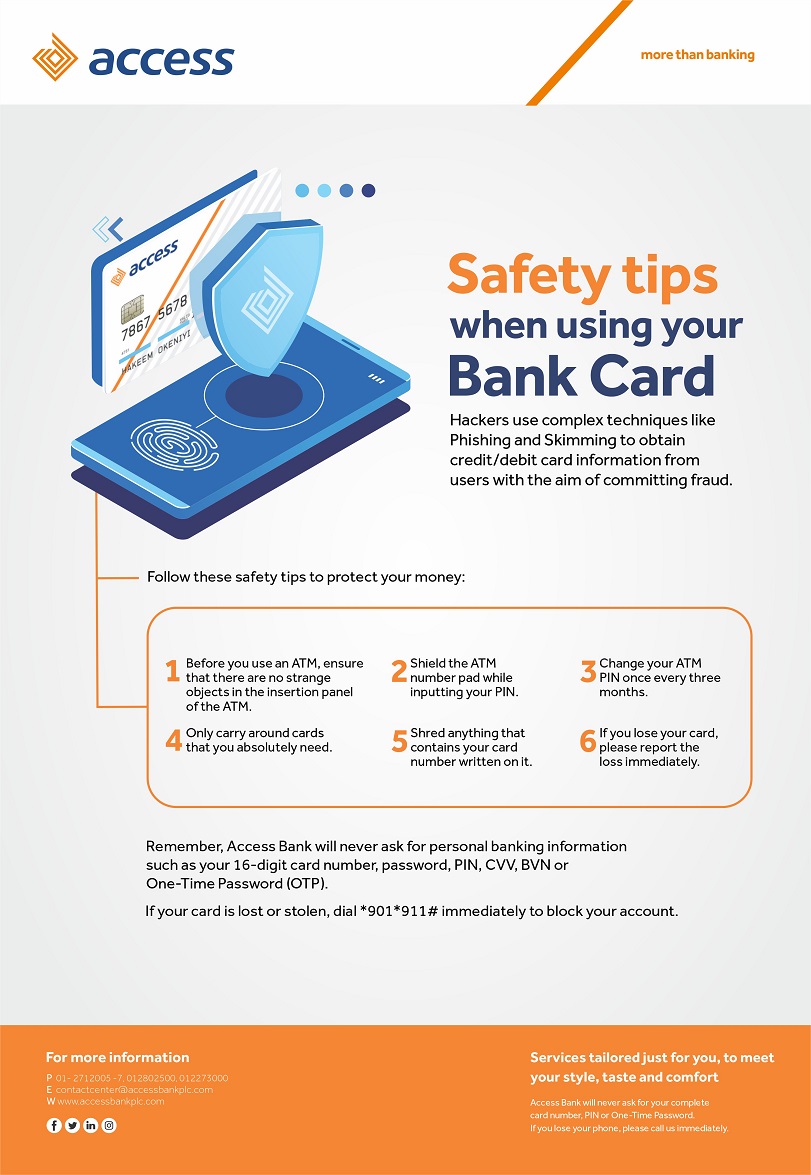 access
more than banking
access
7867 5678
HAKEEM OKENIYI
Safety tips
when using your
Bank Card
Hackers use complex techniques like
Phishing and Skimming to obtain
credit/debit card information from
users with the aim of committing fraud.
Follow these safety tips to protect your money:
1 Before you use an ATM, ensure
that there are no strange
objects in the insertion panel
of the ATM.
2 Shield the ATM
number pad while
inputting your PIN.
3 Change your ATM
PIN once every three
months.
4 Only carry around cards
that you absolutely need.
5 Shred anything that
contains your card
number written on it.
6 If you lose your card,
please report the
loss immediately.
Remember, Access Bank will never ask for personal banking information
such as your 16-digit card number, password, PIN, CVV, BVN or
One-Time Password (OTP).
If your card is lost or stolen, dial *901*911# immediately to block your account.
For more information
P 01- 2712005 -7, 012802500, 012273000
E contactcenter@accessbankplc.com
W www.accessbankplc.com
Services tailored just for you, to meet
your style, taste and comfort
Access Bank will never ask for your complete
card number, PIN or One-Time Password.
If you lose your phone, please call us immediately.